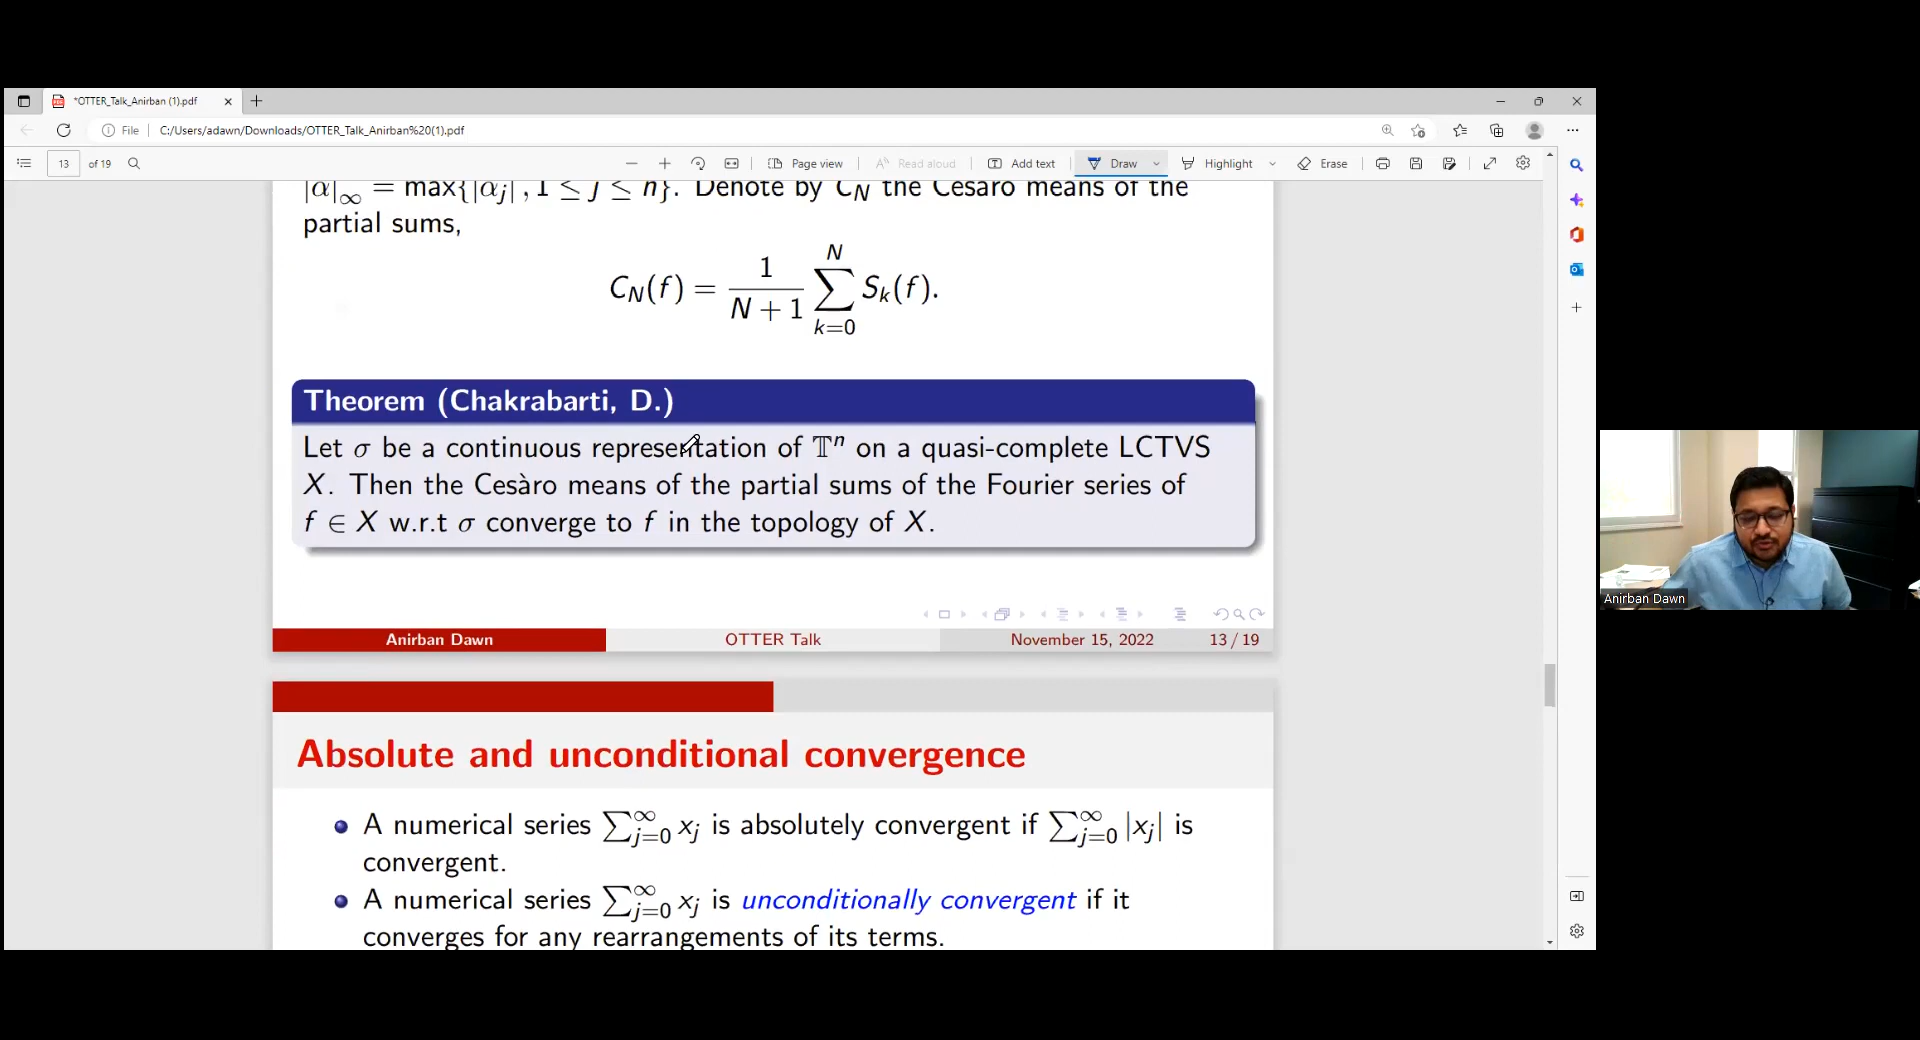 *OTTER_Talk_Anirban (1).pdf
File C:/Users/adawn/Downloads/OTTER_Talk_Anirban%20(1).pdf
13 of 19 Page view Read aloud Add text Draw Highlight Erase
|α|∞ = max{|αⱼ|, 1 ≤ j ≤ n}. Denote by C_N the Cesàro means of the
partial sums,
C_N(f) = \frac{1}{N + 1} \sum_{k=0}^{N} S_k(f).
Theorem (Chakrabarti, D.)
Let σ be a continuous representation of 𝕋ⁿ on a quasi-complete LCTVS
X. Then the Cesàro means of the partial sums of the Fourier series of
f ∈ X w.r.t σ converge to f in the topology of X.
Anirban Dawn OTTER Talk November 15, 2022 13 / 19
Absolute and unconditional convergence
A numerical series ∑_{j=0}^{∞} xⱼ is absolutely convergent if ∑_{j=0}^{∞} |xⱼ| is
convergent.
A numerical series ∑_{j=0}^{∞} xⱼ is unconditionally convergent if it
converges for any rearrangements of its terms.
Anirban Dawn